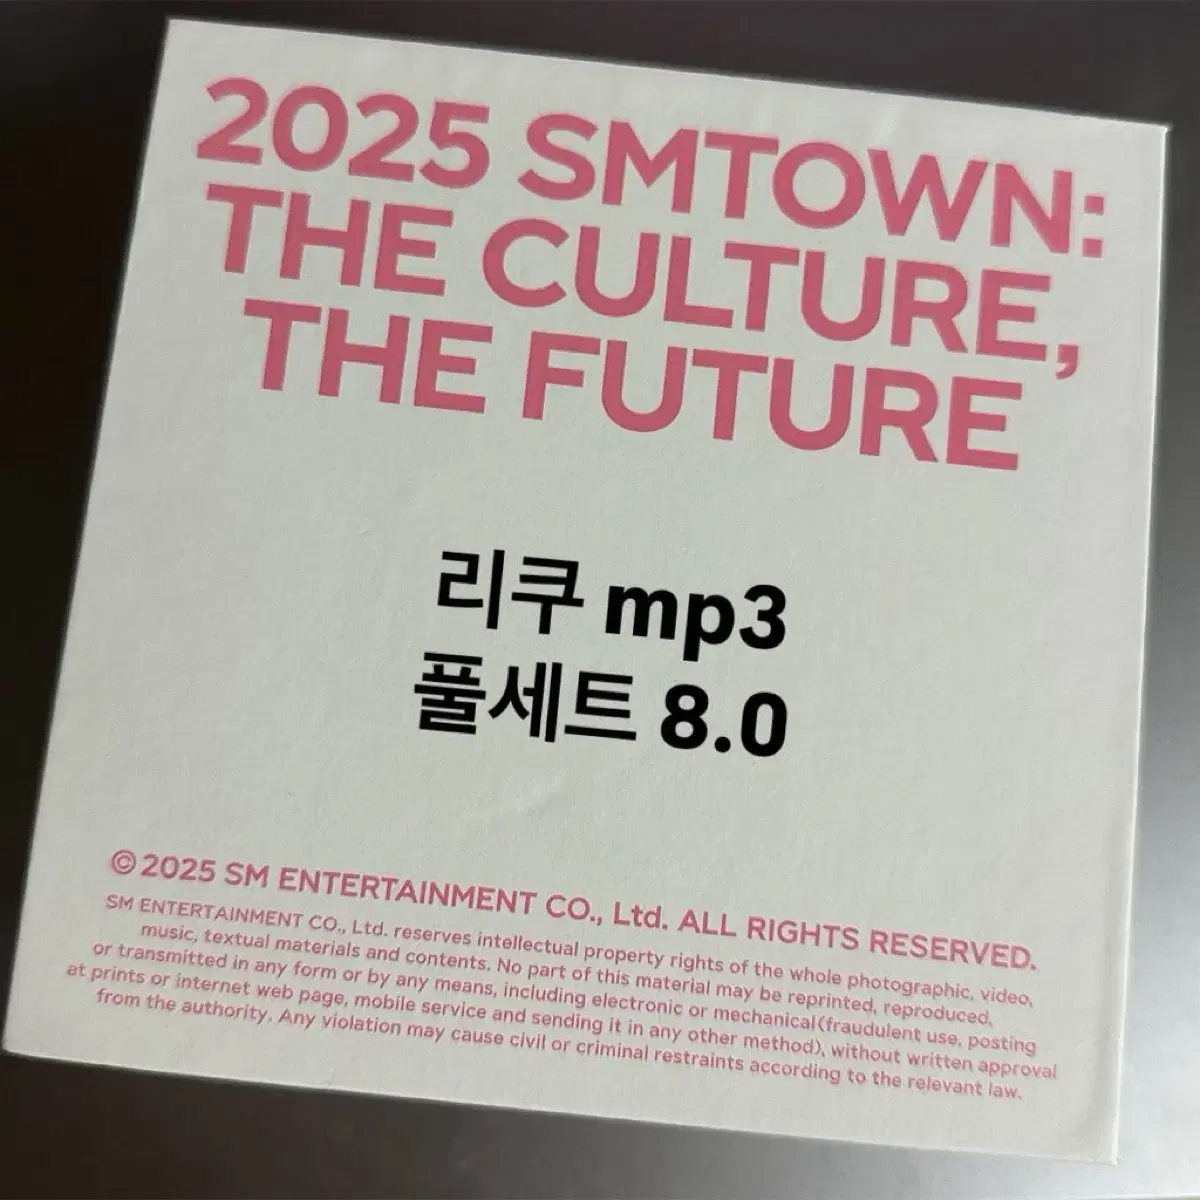 2025 SMTOWN:
THE CULTURE,
THE FUTURE
리쿠 mp3
풀세트 8.0
©2025 SM ENTERTAINMENT CO., Ltd. ALL RIGHTS RESERVED.
SM ENTERTAINMENT CO., Ltd. reserves intellectual property rights of the whole photographic, video,
music, textual materials and contents. No part of this material may be reprinted, reproduced,
or transmitted in any form or by any means, including electronic or mechanical(fraudulent use, posting
at prints or internet web page, mobile service and sending it in any other method), without written approval
from the authority. Any violation may cause civil or criminal restraints according to the relevant law.